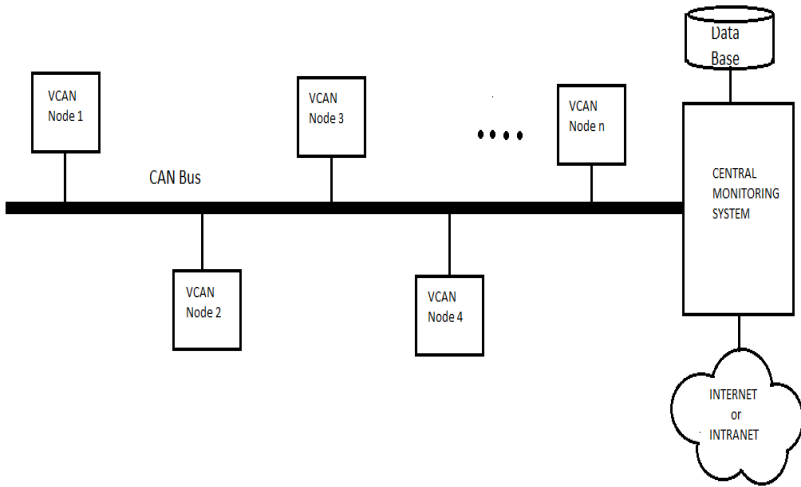 Data
Base
VCAN
Node 1
VCAN
Node 3
VCAN
Node n
CAN Bus
CENTRAL
MONITORING
SYSTEM
VCAN
Node 2
VCAN
Node 4
INTERNET
or
INTRANET